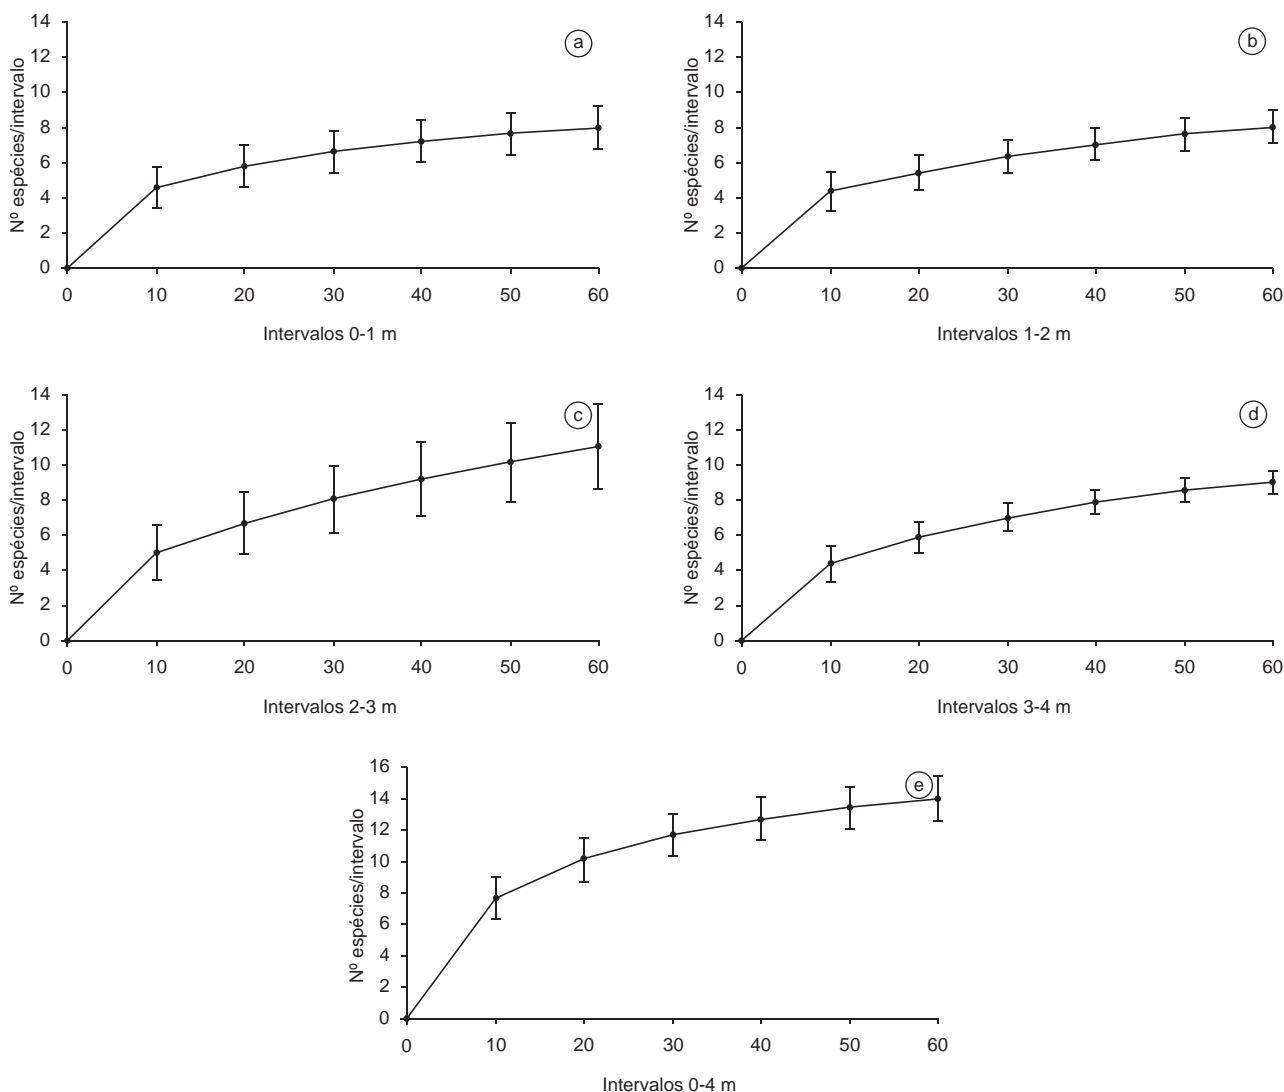 14
12
10
8
6
4
2
0
Nº espécies/intervalo
a
0 10 20 30 40 50 60
Intervalos 0-1 m
14
12
10
8
6
4
2
0
Nº espécies/intervalo
b
0 10 20 30 40 50 60
Intervalos 1-2 m
14
12
10
8
6
4
2
0
Nº espécies/intervalo
c
0 10 20 30 40 50 60
Intervalos 2-3 m
14
12
10
8
6
4
2
0
Nº espécies/intervalo
d
0 10 20 30 40 50 60
Intervalos 3-4 m
16
14
12
10
8
6
4
2
0
Nº espécies/intervalo
e
0 10 20 30 40 50 60
Intervalos 0-4 m